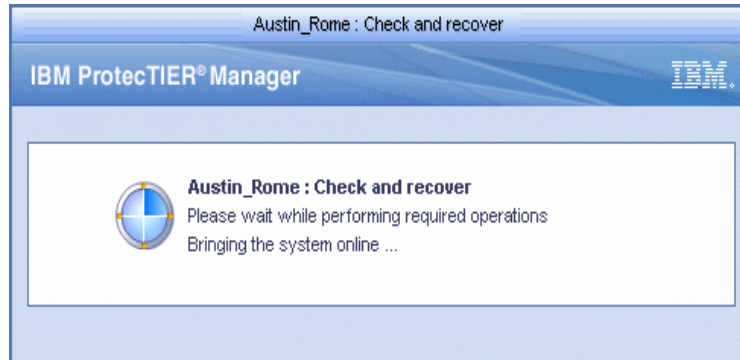 Austin_Rome : Check and recover
IBM ProtecTIER® Manager
IBM.
Austin_Rome : Check and recover
Please wait while performing required operations
Bringing the system online ...